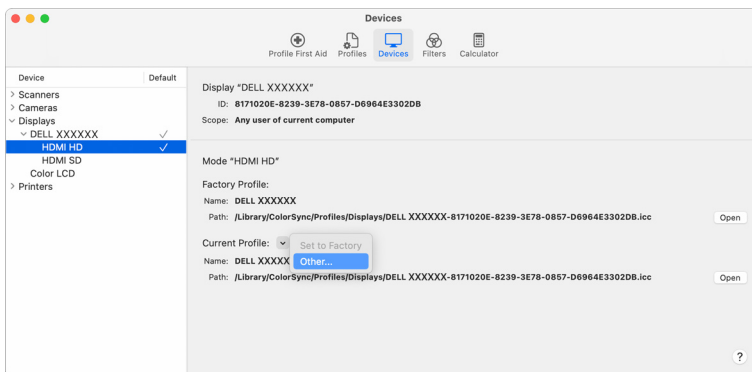 Devices
Profile First Aid Profiles Devices Filters Calculator
Device Default
Scanners
Cameras
Displays
DELL XXXXXX
HDMI HD
HDMI SD
Color LCD
Printers
Display “DELL XXXXXX”
ID: 8171020E-8239-3E78-0857-D6964E3302DB
Scope: Any user of current computer
Mode “HDMI HD”
Factory Profile:
Name: DELL XXXXXX
Path: /Library/ColorSync/Profiles/Displays/DELL XXXXXX-8171020E-8239-3E78-0857-D6964E3302DB.icc Open
Current Profile: Set to Factory
Name: DELL XXXXX Other...
Path: /Library/ColorSync/Profiles/Displays/DELL XXXXXX-8171020E-8239-3E78-0857-D6964E3302DB.icc Open
?